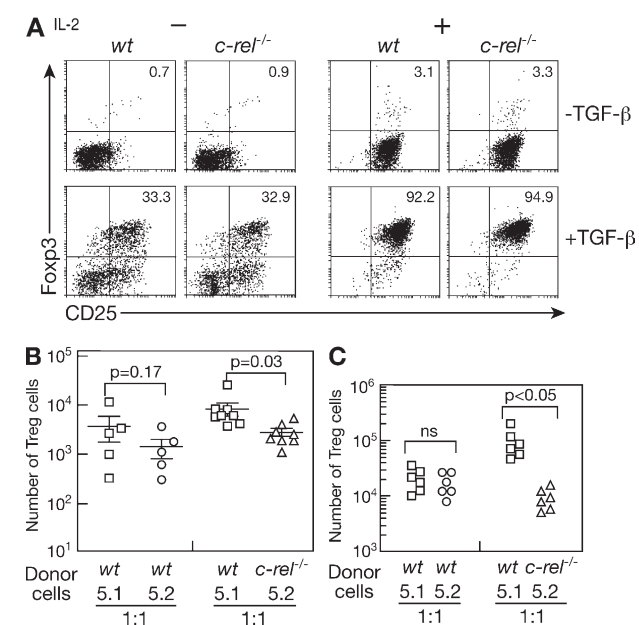 A IL-2 − +
wt c-rel-/- wt c-rel-/-
0.7 0.9 3.1 3.3
-TGF-β
33.3 32.9 92.2 94.9
+TGF-β
Foxp3
CD25
B
Number of Treg cells
10^5
10^4
10^3
10^2
10^1
p=0.17 p=0.03
Donor cells
wt wt wt c-rel-/-
5.1 5.2 5.1 5.2
1:1 1:1
C
Number of Treg cells
10^6
10^5
10^4
10^3
ns p<0.05
Donor cells
wt wt wt c-rel-/-
5.1 5.2 5.1 5.2
1:1 1:1